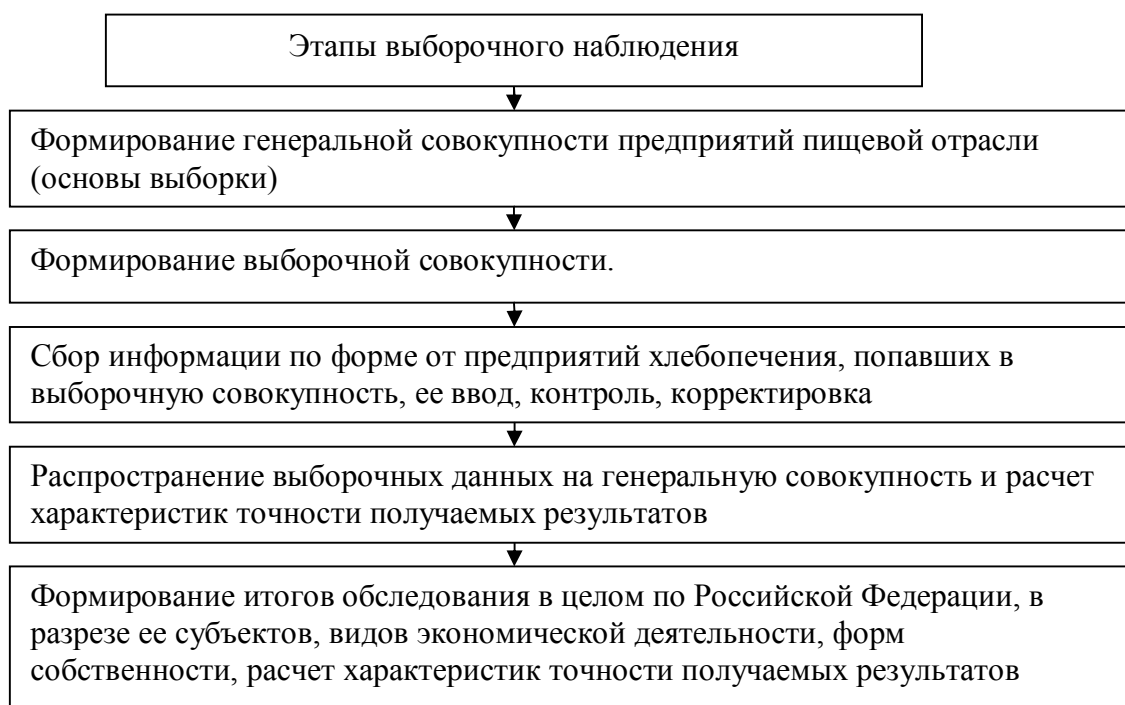 Этапы выборочного наблюдения
Формирование генеральной совокупности предприятий пищевой отрасли
(основы выборки)
Формирование выборочной совокупности.
Сбор информации по форме от предприятий хлебопечения, попавших в
выборочную совокупность, ее ввод, контроль, корректировка
Распространение выборочных данных на генеральную совокупность и расчет
характеристик точности получаемых результатов
Формирование итогов обследования в целом по Российской Федерации, в
разрезе ее субъектов, видов экономической деятельности, форм
собственности, расчет характеристик точности получаемых результатов